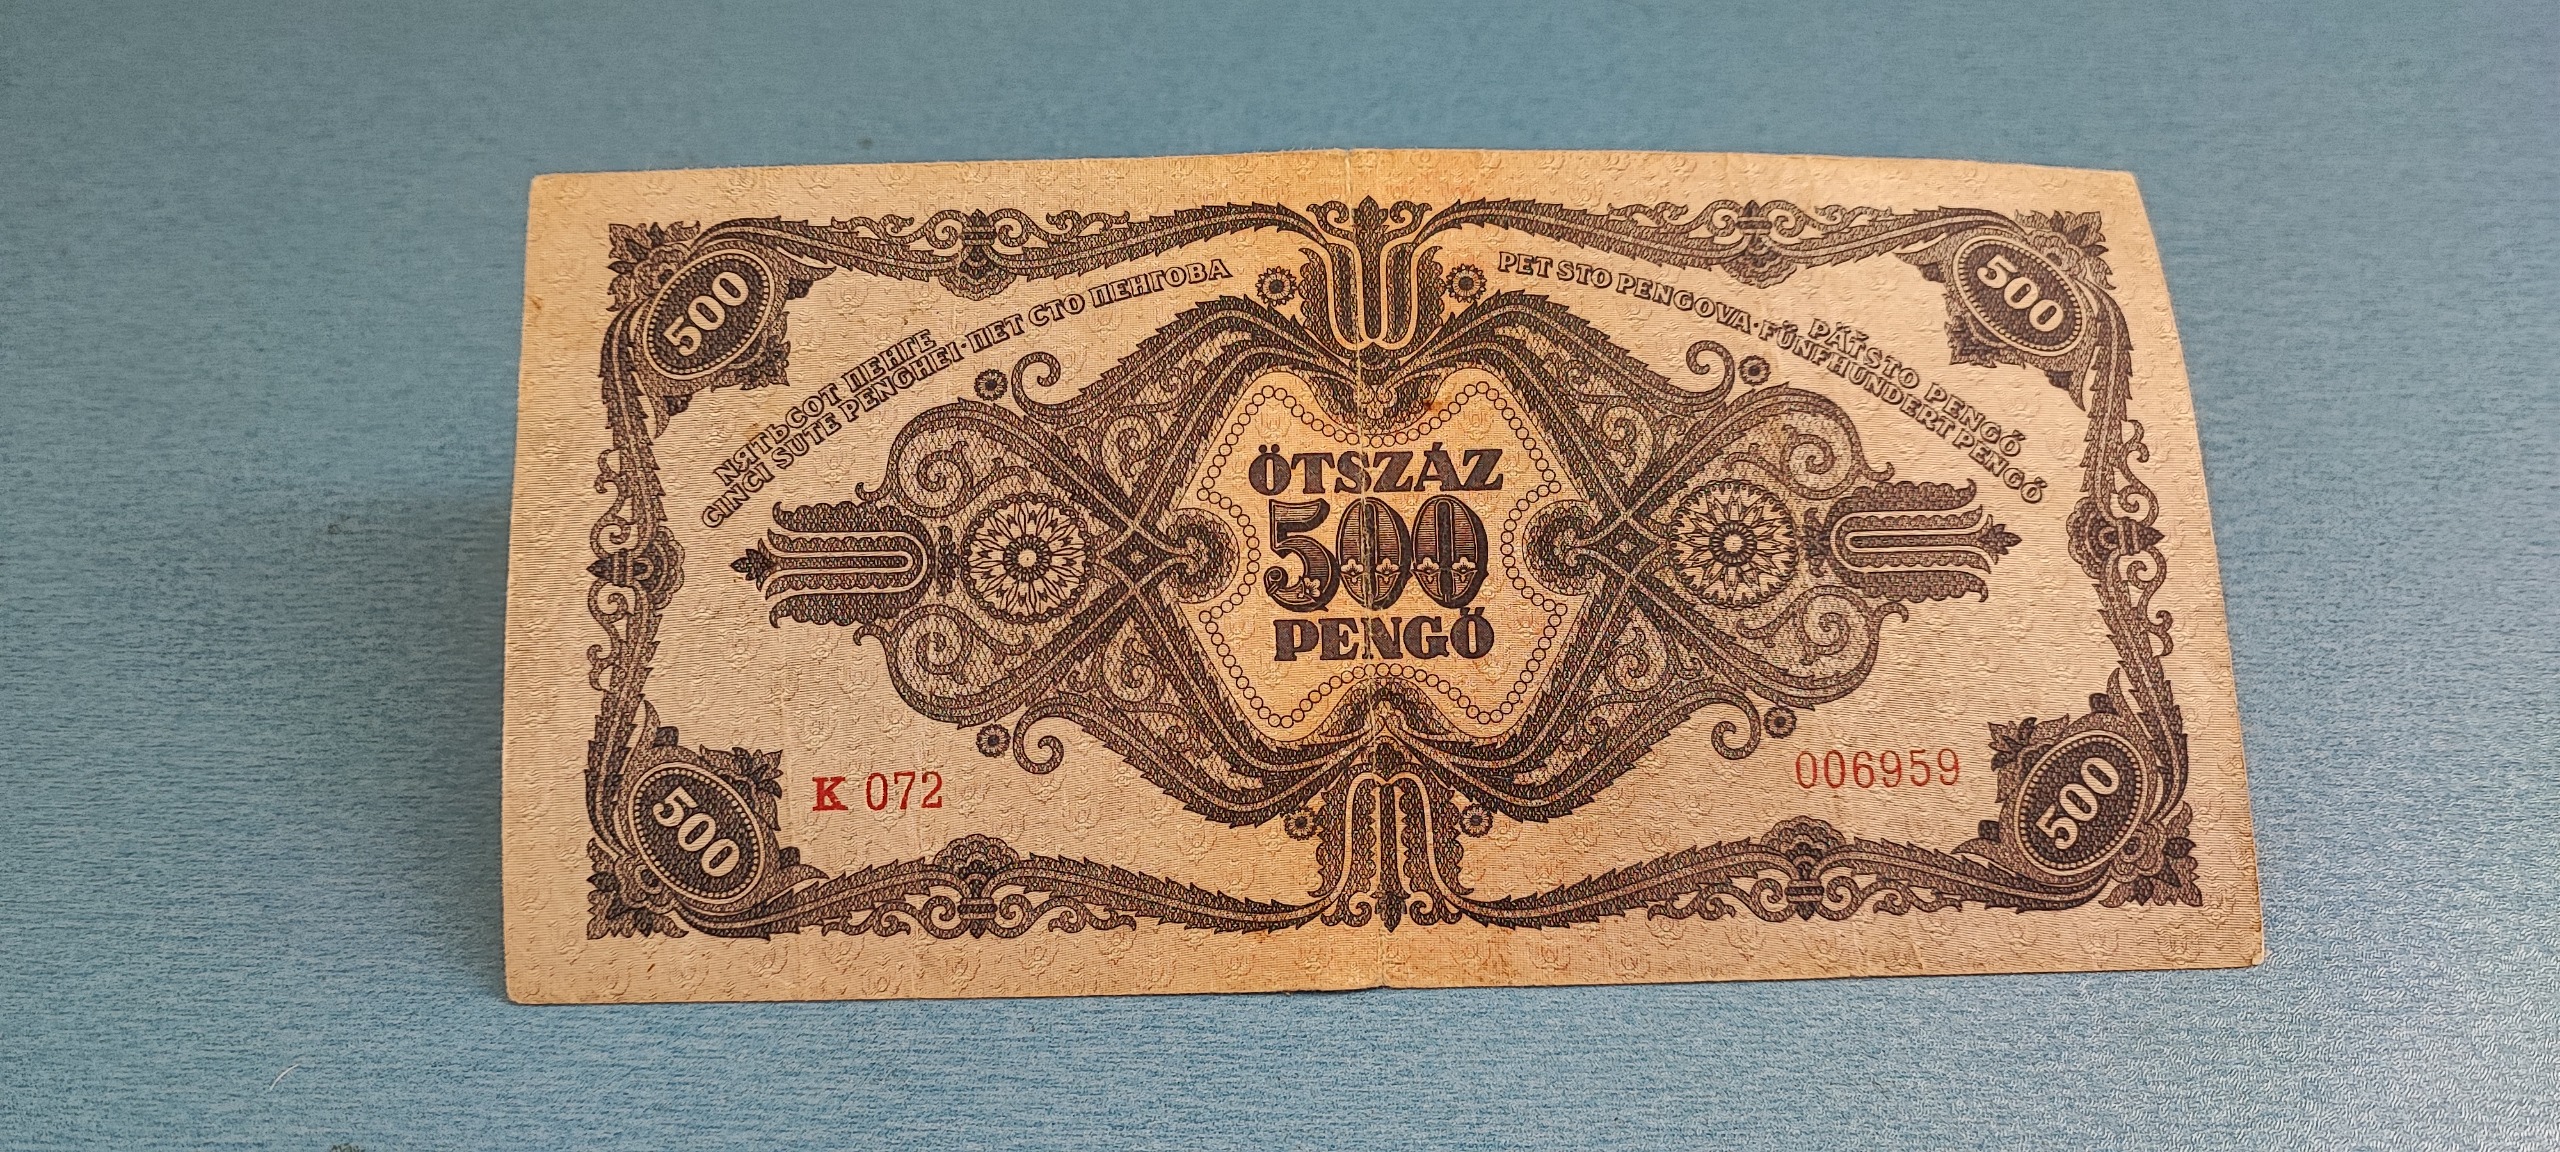 500
500
NЯТЬСОТ ПЕНГЕ
CINCI SUTE PENGHEI·ПЕТ СТО ПЕНГОВА
PET STO PENGOVA·FÜNFHUNDERT PENGŐ
PÄŤSTO PENGŐ
ÖTSZÁZ
500
PENGŐ
K 072
006959
500
500